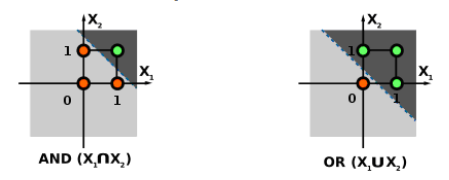 X₂ X₂
1 1
X₁ X₁
0 1 0 1
AND (X₁∩X₂) OR (X₁∪X₂)